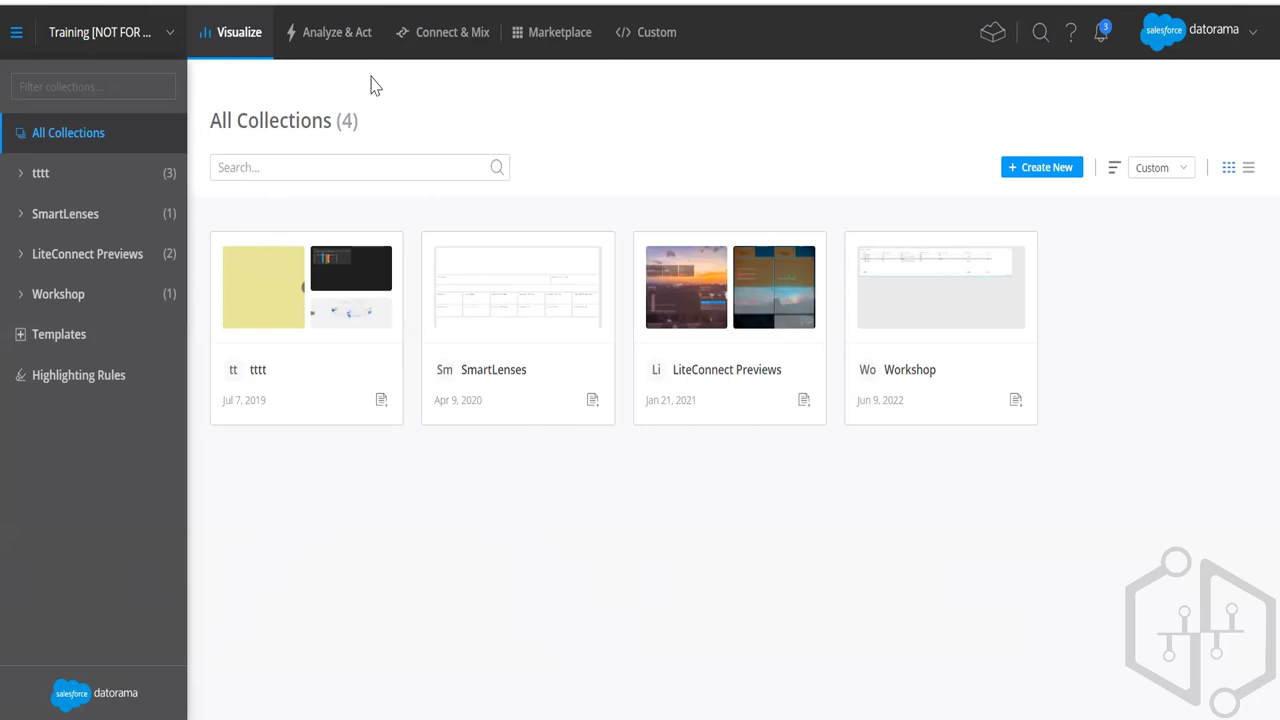 Training [NOT FOR ...
Visualize
Analyze & Act
Connect & Mix
Marketplace
Custom
3
salesforce datorama
Filter collections...
All Collections
tttt (3)
SmartLenses (1)
LiteConnect Previews (2)
Workshop (1)
Templates
Highlighting Rules
salesforce datorama
All Collections (4)
Search...
+ Create New
Custom
tt tttt
Jul 7, 2019
Sm SmartLenses
Apr 9, 2020
Li LiteConnect Previews
Jan 21, 2021
Wo Workshop
Jun 9, 2022